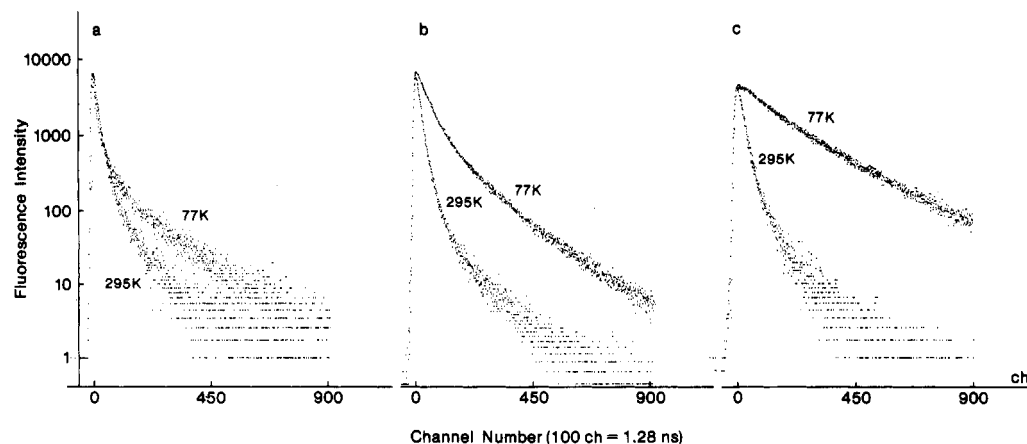 a
b
c
10000
1000
100
10
1
Fluorescence Intensity
77K
295K
77K
295K
77K
295K
0 450 900
0 450 900
0 450 900
ch
Channel Number (100 ch = 1.28 ns)